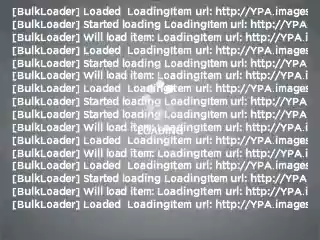 [BulkLoader] Loaded LoadingItem url: http://YPA.images
[BulkLoader] Started loading LoadingItem url: http://YPA
[BulkLoader] Will load item: LoadingItem url: http://YPA.i
[BulkLoader] Loaded LoadingItem url: http://YPA.images
[BulkLoader] Started loading LoadingItem url: http://YPA
[BulkLoader] Will load item: LoadingItem url: http://YPA.i
[BulkLoader] Loaded LoadingItem url: http://YPA.images
[BulkLoader] Started loading LoadingItem url: http://YPA
[BulkLoader] Loaded LoadingItem url: http://YPA.images
[BulkLoader] Will load item: LoadingItem url: http://YPA.i
LOADING
[BulkLoader] Loaded LoadingItem url: http://YPA.images
[BulkLoader] Will load item: LoadingItem url: http://YPA.i
[BulkLoader] Loaded LoadingItem url: http://YPA.images
[BulkLoader] Started loading LoadingItem url: http://YPA
[BulkLoader] Will load item: LoadingItem url: http://YPA.i
[BulkLoader] Loaded LoadingItem url: http://YPA.images